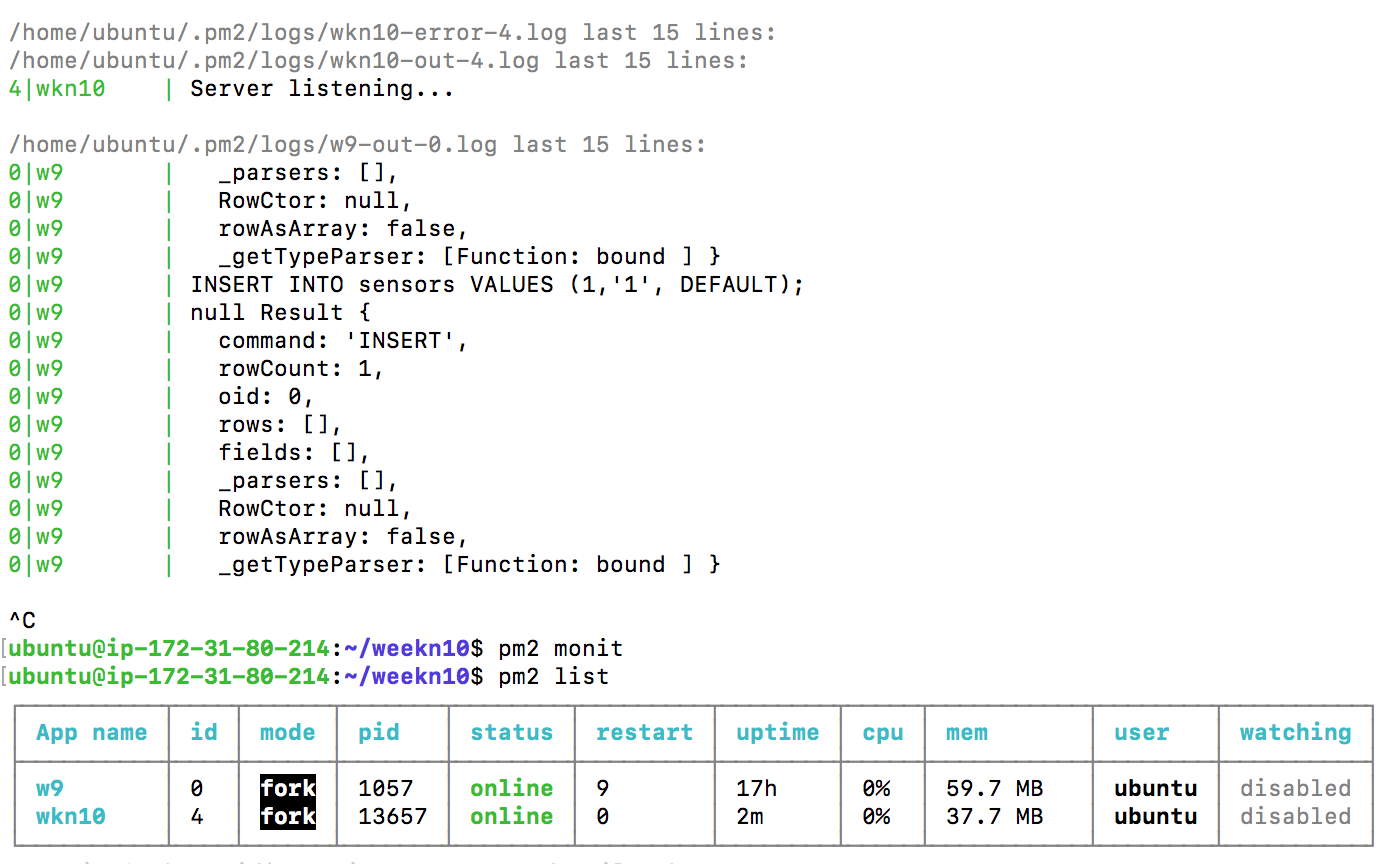 /home/ubuntu/.pm2/logs/wkn10-error-4.log last 15 lines:
/home/ubuntu/.pm2/logs/wkn10-out-4.log last 15 lines:
4|wkn10    | Server listening...
/home/ubuntu/.pm2/logs/w9-out-0.log last 15 lines:
0|w9       |   _parsers: [],
0|w9       |   RowCtor: null,
0|w9       |   rowAsArray: false,
0|w9       |   _getTypeParser: [Function: bound ] }
0|w9       | INSERT INTO sensors VALUES (1,'1', DEFAULT);
0|w9       | null Result {
0|w9       |   command: 'INSERT',
0|w9       |   rowCount: 1,
0|w9       |   oid: 0,
0|w9       |   rows: [],
0|w9       |   fields: [],
0|w9       |   _parsers: [],
0|w9       |   RowCtor: null,
0|w9       |   rowAsArray: false,
0|w9       |   _getTypeParser: [Function: bound ] }
^C
[ubuntu@ip-172-31-80-214:~/weekn10$ pm2 monit
[ubuntu@ip-172-31-80-214:~/weekn10$ pm2 list
App name | id | mode | pid | status | restart | uptime | cpu | mem | user | watching
w9 | 0 | fork | 1057 | online | 9 | 17h | 0% | 59.7 MB | ubuntu | disabled
wkn10 | 4 | fork | 13657 | online | 0 | 2m | 0% | 37.7 MB | ubuntu | disabled